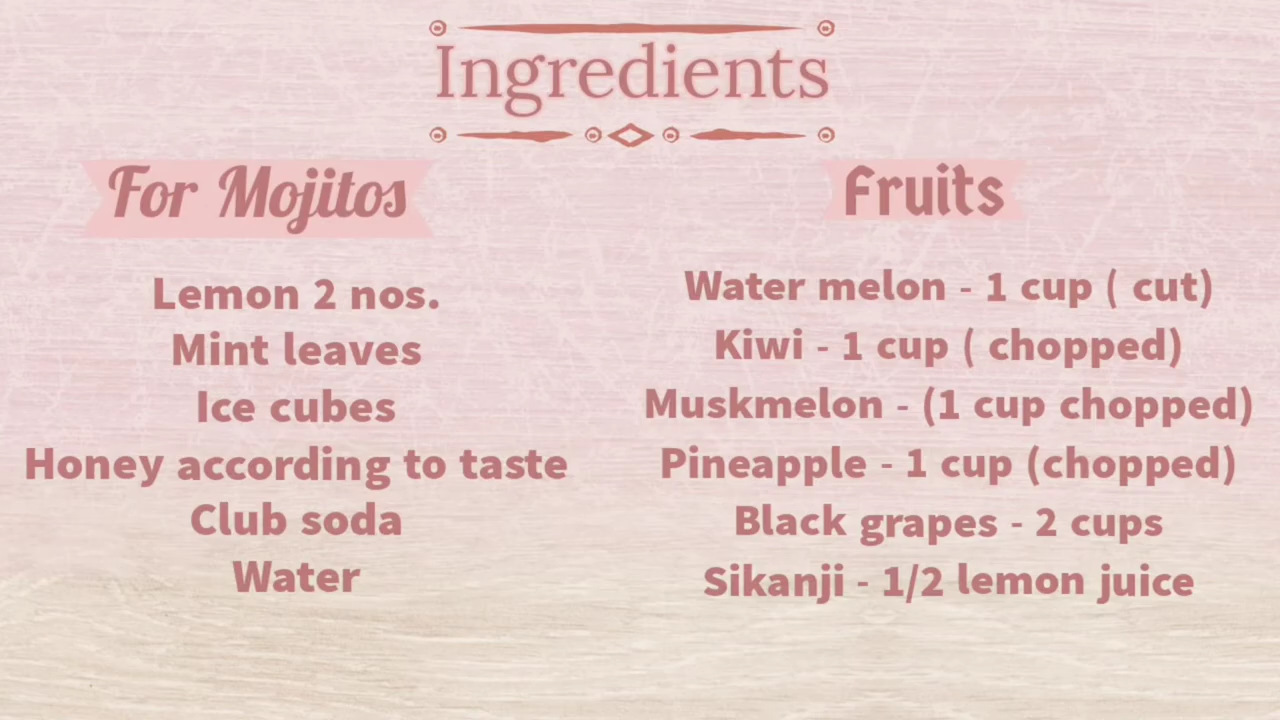 Ingredients
For Mojitos
Lemon 2 nos.
Mint leaves
Ice cubes
Honey according to taste
Club soda
Water
Fruits
Water melon - 1 cup ( cut)
Kiwi - 1 cup ( chopped)
Muskmelon - (1 cup chopped)
Pineapple - 1 cup (chopped)
Black grapes - 2 cups
Sikanji - 1/2 lemon juice